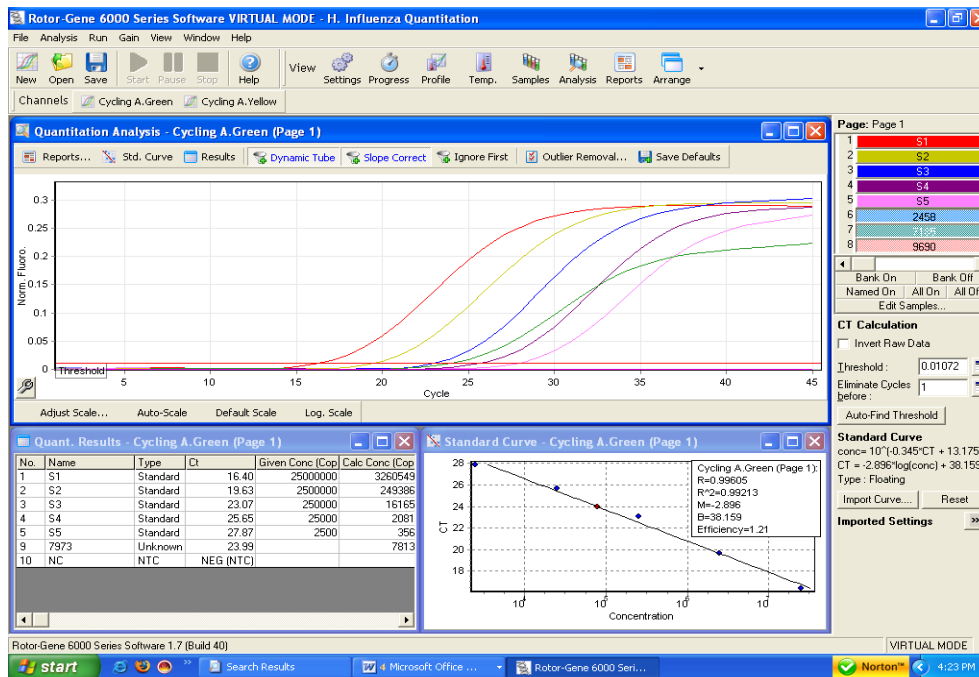 Rotor-Gene 6000 Series Software VIRTUAL MODE - H. Influenza Quantitation
File Analysis Run Gain View Window Help
New Open Save Start Pause Stop Help View Settings Progress Profile Temp. Samples Analysis Reports Arrange
Channels Cycling A.Green Cycling A.Yellow
Quantitation Analysis - Cycling A.Green (Page 1)
Reports... Std. Curve Results Dynamic Tube Slope Correct Ignore First Outlier Removal... Save Defaults
Norm. Fluoro.
0.3
0.25
0.2
0.15
0.1
0.05
0
Threshold
5 10 15 20 25 30 35 40 45
Cycle
Adjust Scale... Auto-Scale Default Scale Log. Scale
Page: Page 1
1 S1
2 S2
3 S3
4 S4
5 S5
6 2458
7
8 9690
Bank On Bank Off
Named On All On All Of
Edit Samples...
CT Calculation
Invert Raw Data
Threshold : 0.01072
Eliminate Cycles before : 1
Auto-Find Threshold
Standard Curve
conc= 10^(-0.345*CT + 13.175
CT = -2.896*log(conc) + 38.159
Type : Floating
Import Curve.... Reset
Imported Settings
Quant. Results - Cycling A.Green (Page 1)
No. Name Type Ct Given Conc (Cop Calc Conc (Cop
1 S1 Standard 16.40 25000000 3260549
2 S2 Standard 19.63 2500000 249386
3 S3 Standard 23.07 250000 16165
4 S4 Standard 25.65 25000 2081
5 S5 Standard 27.87 2500 356
9 7973 Unknown 23.99 7813
10 NC NTC NEG (NTC)
Standard Curve - Cycling A.Green (Page 1)
CT
28
26
24
22
20
18
Cycling A.Green (Page 1):
R=0.99605
R^2=0.99213
M=-2.896
B=38.159
Efficiency=1.21
10^4 10^5 10^6 10^7
Concentration
Rotor-Gene 6000 Series Software 1.7 (Build 40)
VIRTUAL MODE
start Search Results 4 Microsoft Office ... Rotor-Gene 6000 Seri... Norton™ 4:23 PM